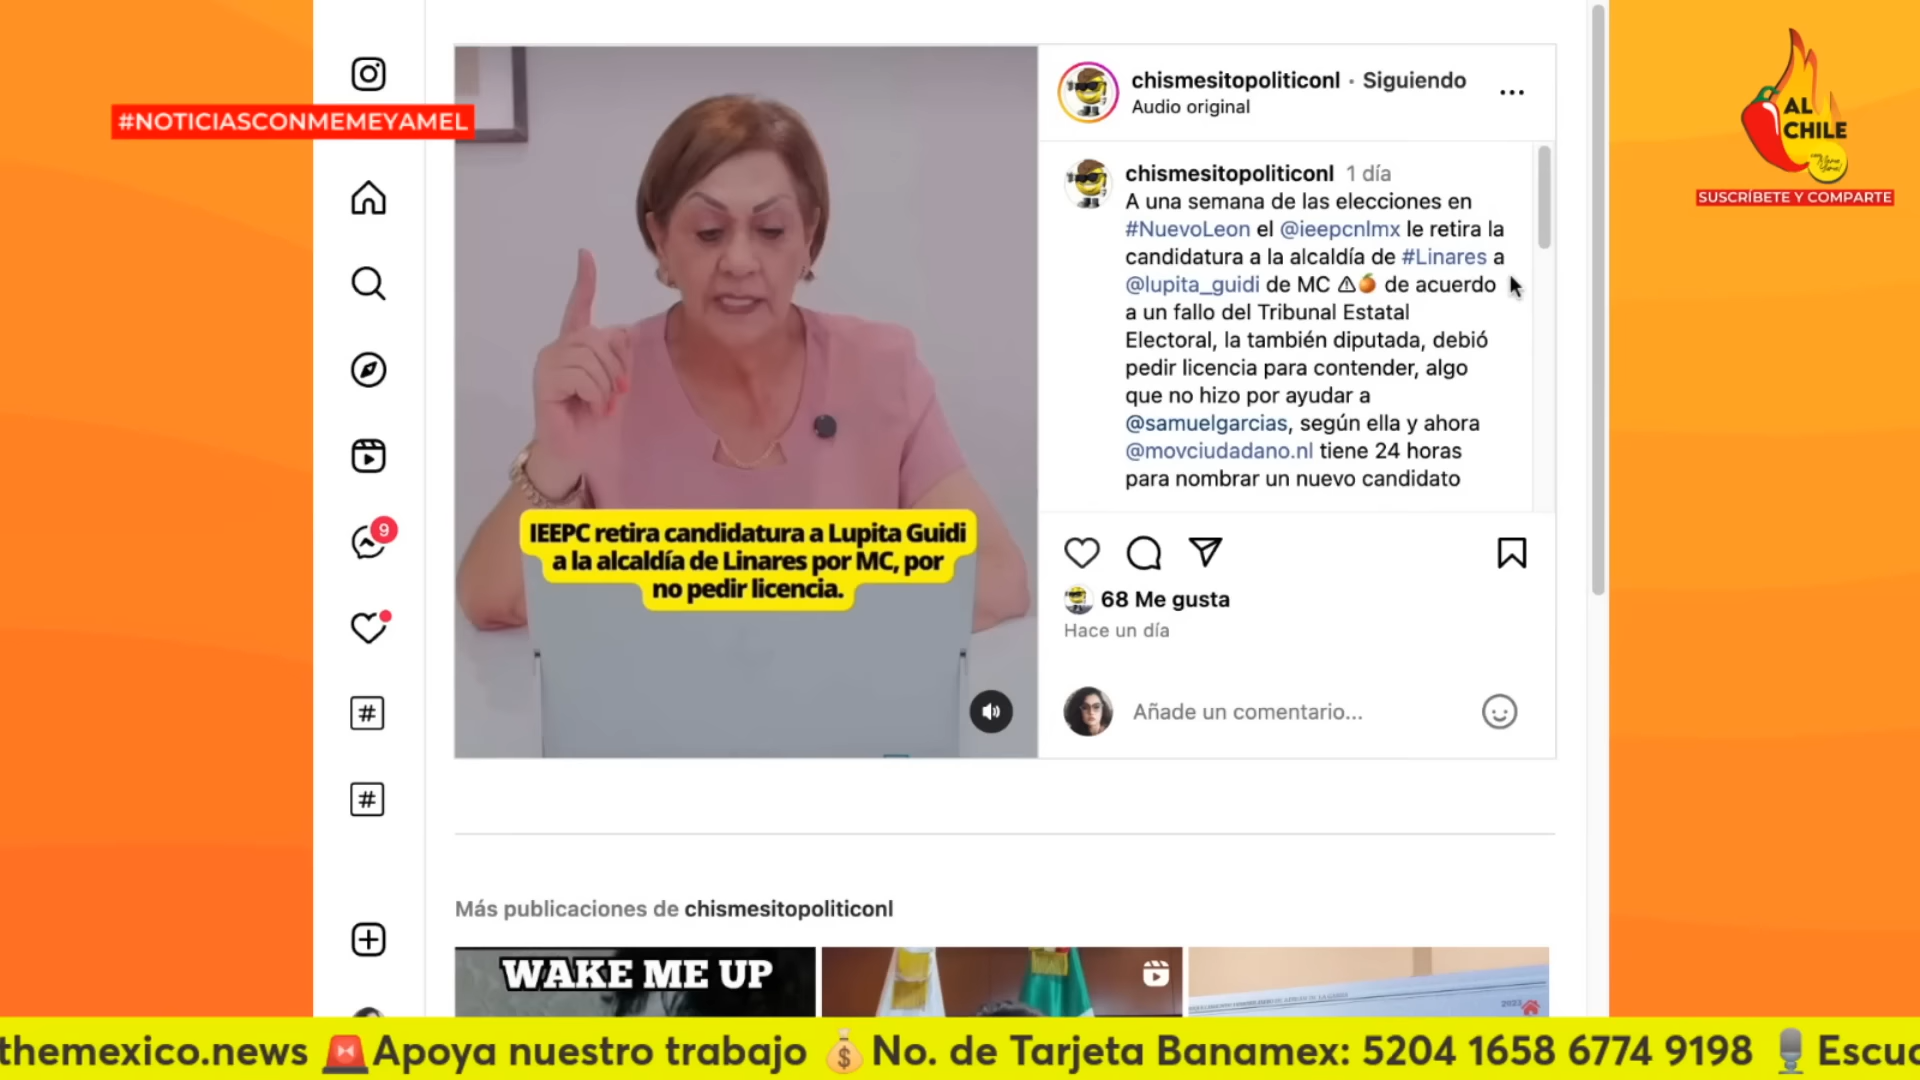 #NOTICIASCONMEMEYAMEL
chismesitopoliticonl · Siguiendo
Audio original
chismesitopoliticonl 1 día
A una semana de las elecciones en
#NuevoLeon el @ieepcnlmx le retira la
candidatura a la alcaldía de #Linares a
@lupita_guidi de MC ⚠🍊 de acuerdo
a un fallo del Tribunal Estatal
Electoral, la también diputada, debió
pedir licencia para contender, algo
que no hizo por ayudar a
@samuelgarcias, según ella y ahora
@movciudadano.nl tiene 24 horas
para nombrar un nuevo candidato
IEEPC retira candidatura a Lupita Guidi
a la alcaldía de Linares por MC, por
no pedir licencia.
9
#
#
68 Me gusta
Hace un día
Añade un comentario...
Más publicaciones de chismesitopoliticonl
WAKE ME UP
AL
CHILE
SUSCRÍBETE Y COMPARTE
themexico.news 🚨Apoya nuestro trabajo 💰No. de Tarjeta Banamex: 5204 1658 6774 9198 🎙️Escuc